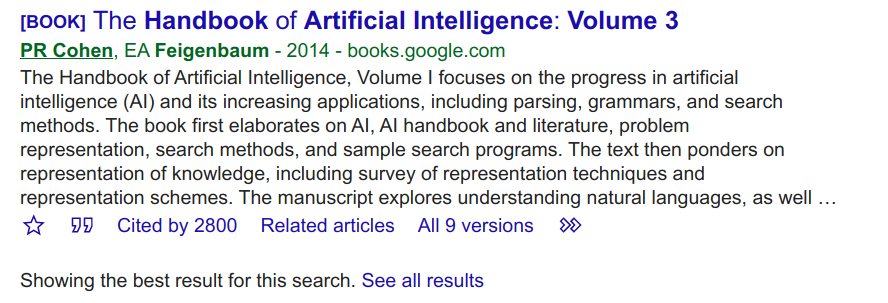 [BOOK] The Handbook of Artificial Intelligence: Volume 3
PR Cohen, EA Feigenbaum - 2014 - books.google.com
The Handbook of Artificial Intelligence, Volume I focuses on the progress in artificial
intelligence (AI) and its increasing applications, including parsing, grammars, and search
methods. The book first elaborates on AI, AI handbook and literature, problem
representation, search methods, and sample search programs. The text then ponders on
representation of knowledge, including survey of representation techniques and
representation schemes. The manuscript explores understanding natural languages, as well …
Cited by 2800 Related articles All 9 versions
Showing the best result for this search. See all results